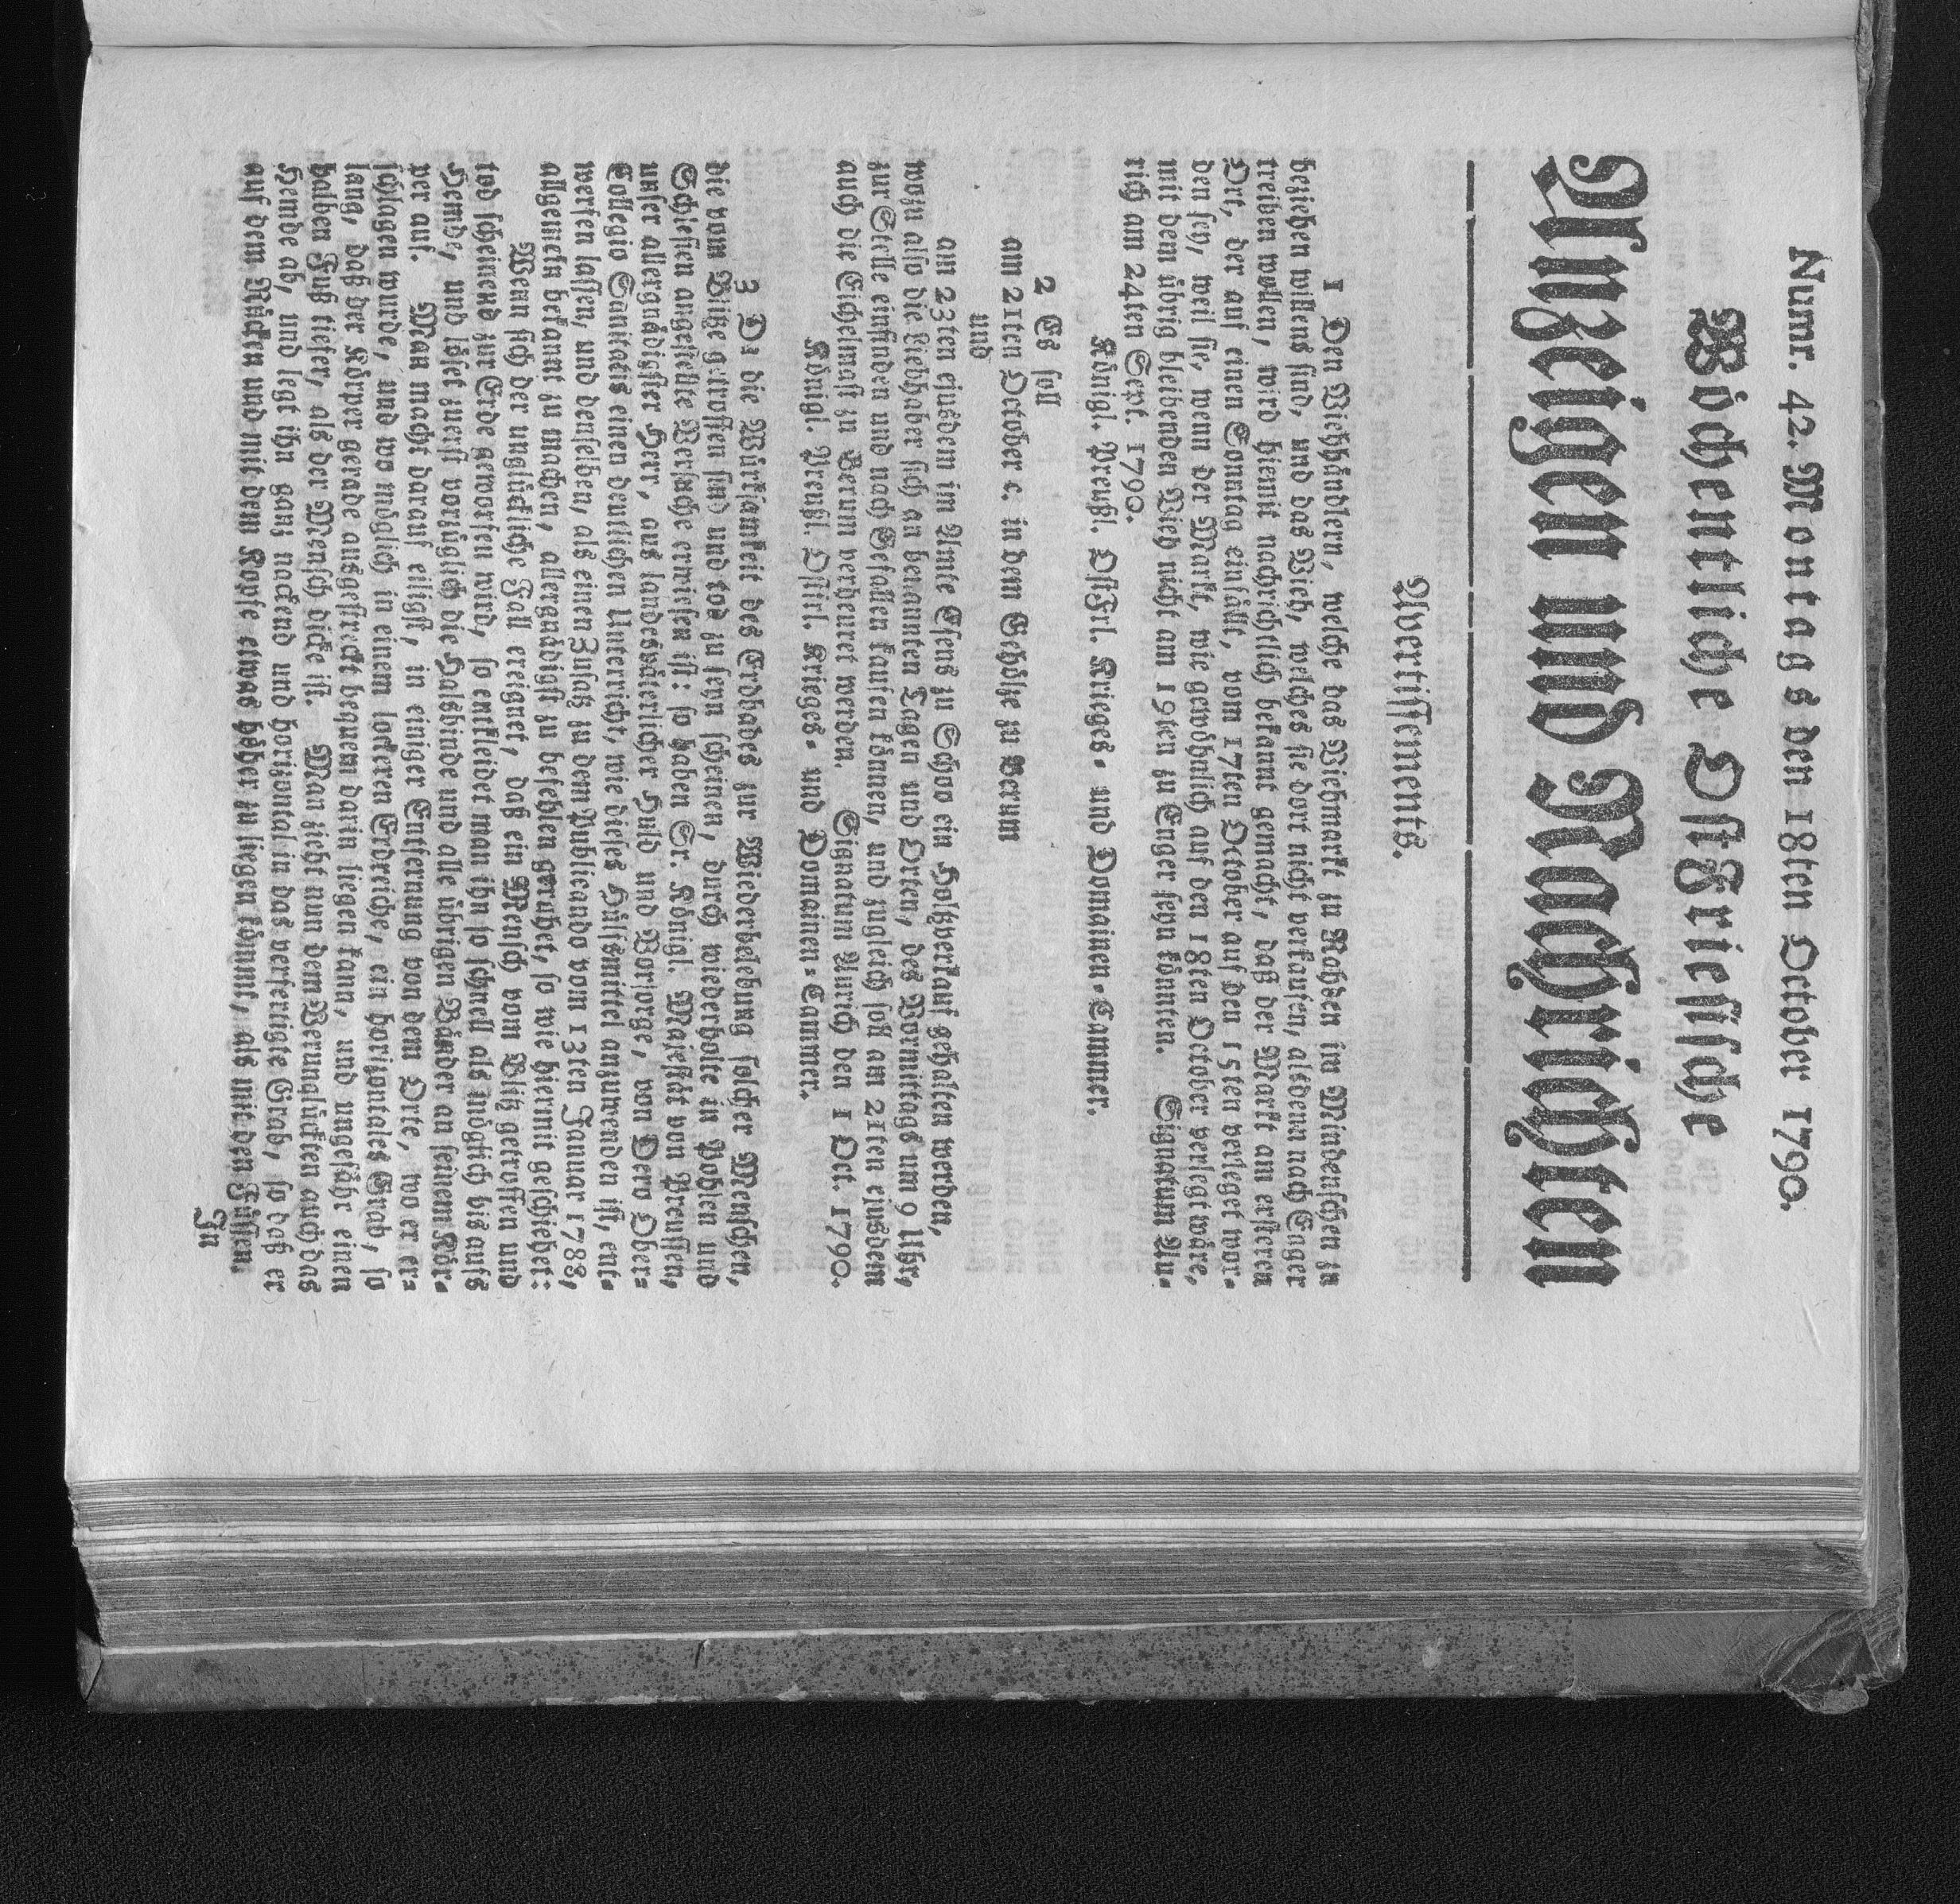 Numr. 42. Montags den 18ten October 1790.
Wöchentliche Ostfriesische
Anzeigen und Nachrichten
Avertissements.
1 Den Viehhändlern, welche das Viehmarkt zu Rohden im Mindenschen zu
beziehen willens sind, und das Vieh, welches sie dort nicht verkaufen, alsdenn nach Enger
treiben wollen, wird hiemit nachrichtlich bekannt gemacht, daß der Markt am ersteren
Ort, der auf einen Sonntag einfällt, vom 17ten October auf den 15ten verleget wor-
den sey, weil sie, wenn der Markt, wie gewöhnlich auf den 18ten October verlegt wäre,
mit dem übrig bleibenden Vieh nicht am 19ten zu Enger seyn könnten. Signatum Au-
rich am 24ten Sept. 1790.
Königl. Preußl. Ostfrl. Krieges- und Domainen-Cammer.
2 Es soll
am 21ten October c. in dem Gehölze zu Berum
und
am 23ten ejusdem in Amte Esens zu Schoo ein Holzverkauf gehalten werden,
wozu also die Liebhaber sich an benannten Tagen und Orten, des Vormittags um 9 Uhr,
zur Stelle einfinden und nach Gefallen kaufen können, und zugleich soll am 21ten ejusdem
auch die Eichelmast zu Berum verheuret werden. Signatum Aurich den 1 Oct. 1790.
Königl. Preußl. Ostfrl. Krieges- und Domainen-Cammer.
3 Da die Würksamkeit des Erdbades zur Wiederbelebung solcher Menschen,
die vom Blitze getroffen sind und tod zu seyn scheinen, durch wiederholte in Pohlen und
Schlesien angestellte Versuche erwiesen ist: so haben Sr. Königl. Majestät von Preussen,
unser allergnädigster Herr, aus landesväterlicher Huld und Vorsorge, von Dero Ober-
Collegio Sanitatis einen deutlichen Unterricht, wie dieses Hülfsmittel anzuwenden ist, ent-
werfen lassen, und denselben, als einen Zusatz zu dem Publicando vom 13ten Januar 1788,
allgemein bekannt zu machen, allergnädigst zu befehlen geruhet, so wie hiermit geschiehet:
Wenn sich der unglückliche Fall ereignet, daß ein Mensch vom Blitz getroffen und
tod scheinend zur Erde geworfen wird, so entkleidet man ihn so schnell als möglich bis aufs
Hemde, und löset zuerst vorzüglich die Halsbinde und alle übrigen Bänder an seinem Kör-
per auf. Man macht darauf eiligst, in einiger Entfernung von dem Orte, wo er er-
schlagen wurde, und wo möglich in einem lockeren Erdreiche, ein horizontales Grab, so
lang, daß der Körper gerade ausgestreckt bequem darin liegen kann, und ungefähr einen
halben Fuß tiefer, als der Mensch dicke ist. Man zieht nun dem Verunglückten auch das
Hemde ab, und legt ihn ganz nackend und horizontal in das verfertigte Grab, so daß er
auf dem Rücken und mit dem Kopfe etwas höher zu liegen kömmt, als mit den Füssen.
In